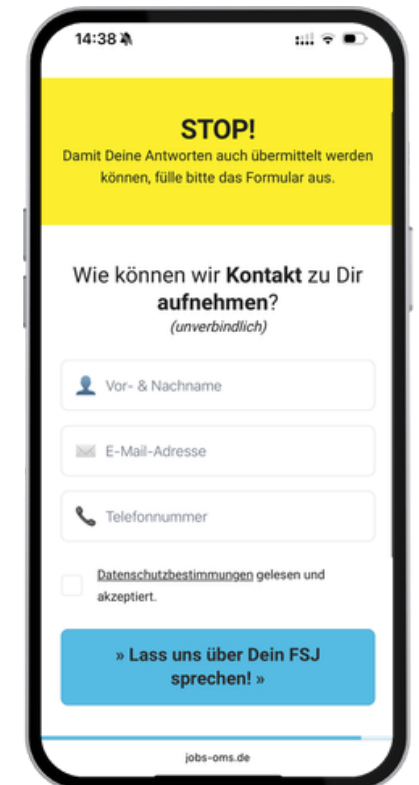 14:38
STOP!
Damit Deine Antworten auch übermittelt werden
können, fülle bitte das Formular aus.
Wie können wir Kontakt zu Dir
aufnehmen?
(unverbindlich)
Vor- & Nachname
E-Mail-Adresse
Telefonnummer
Datenschutzbestimmungen gelesen und
akzeptiert.
» Lass uns über Dein FSJ
sprechen! »
jobs-oms.de